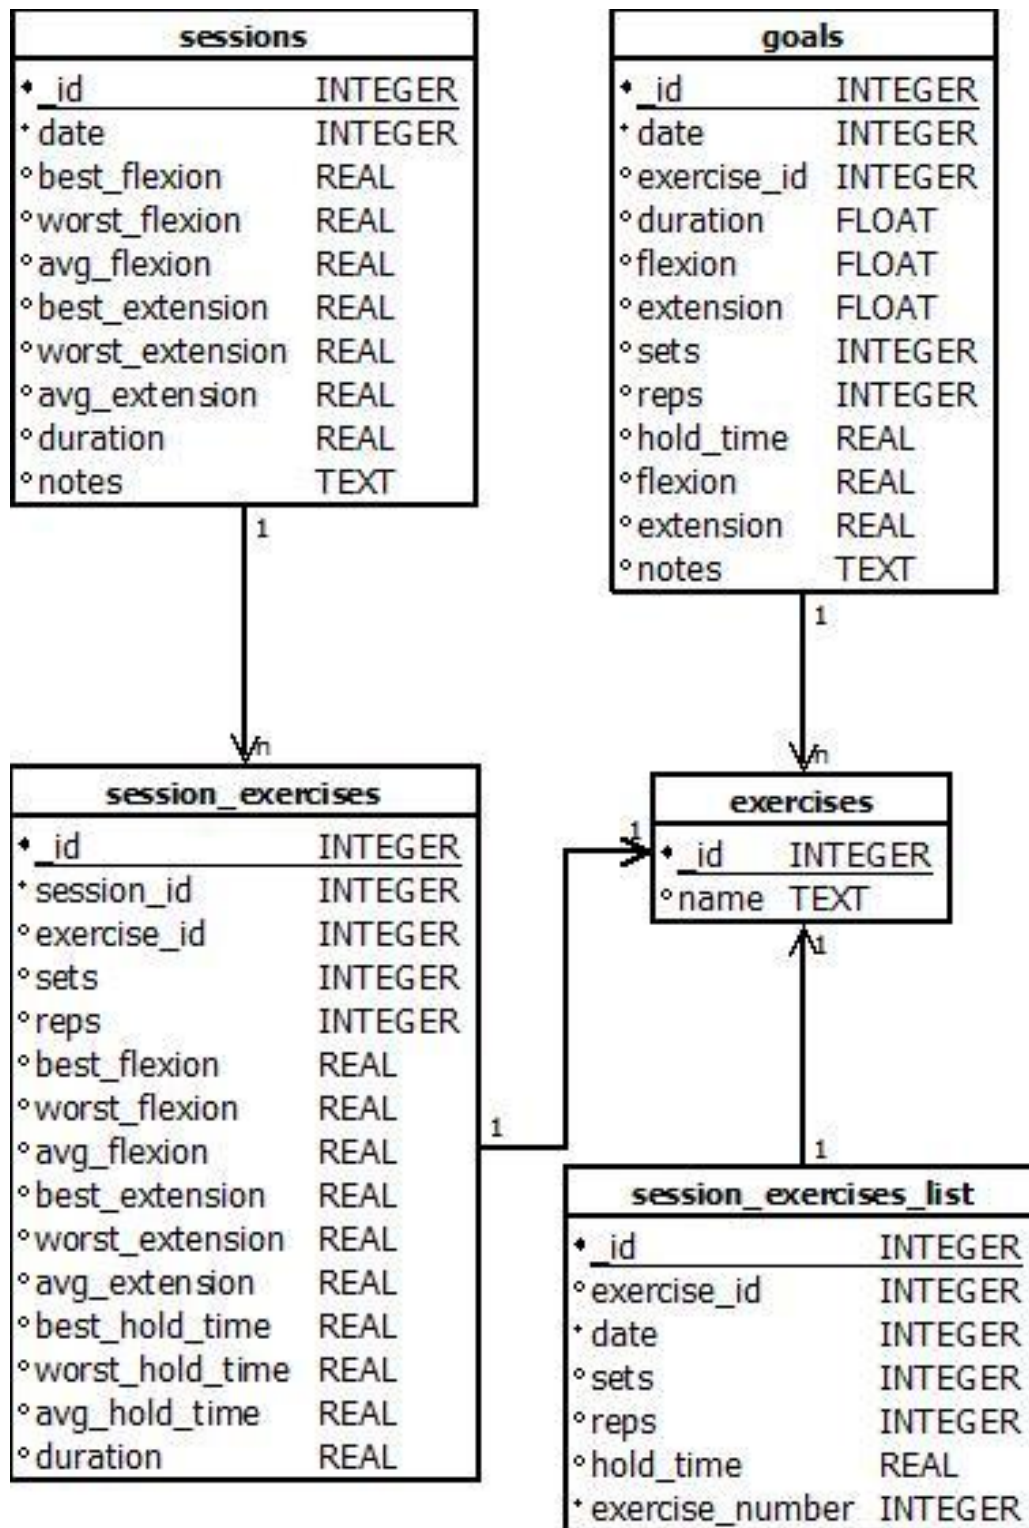 sessions
_id INTEGER
date INTEGER
best_flexion REAL
worst_flexion REAL
avg_flexion REAL
best_extension REAL
worst_extension REAL
avg_extension REAL
duration REAL
notes TEXT
1
n
goals
_id INTEGER
date INTEGER
exercise_id INTEGER
duration FLOAT
flexion FLOAT
extension FLOAT
sets INTEGER
reps INTEGER
hold_time REAL
flexion REAL
extension REAL
notes TEXT
1
n
session_exercises
_id INTEGER
session_id INTEGER
exercise_id INTEGER
sets INTEGER
reps INTEGER
best_flexion REAL
worst_flexion REAL
avg_flexion REAL
best_extension REAL
worst_extension REAL
avg_extension REAL
best_hold_time REAL
worst_hold_time REAL
avg_hold_time REAL
duration REAL
1
1
exercises
_id INTEGER
name TEXT
1
1
session_exercises_list
_id INTEGER
exercise_id INTEGER
date INTEGER
sets INTEGER
reps INTEGER
hold_time REAL
exercise_number INTEGER